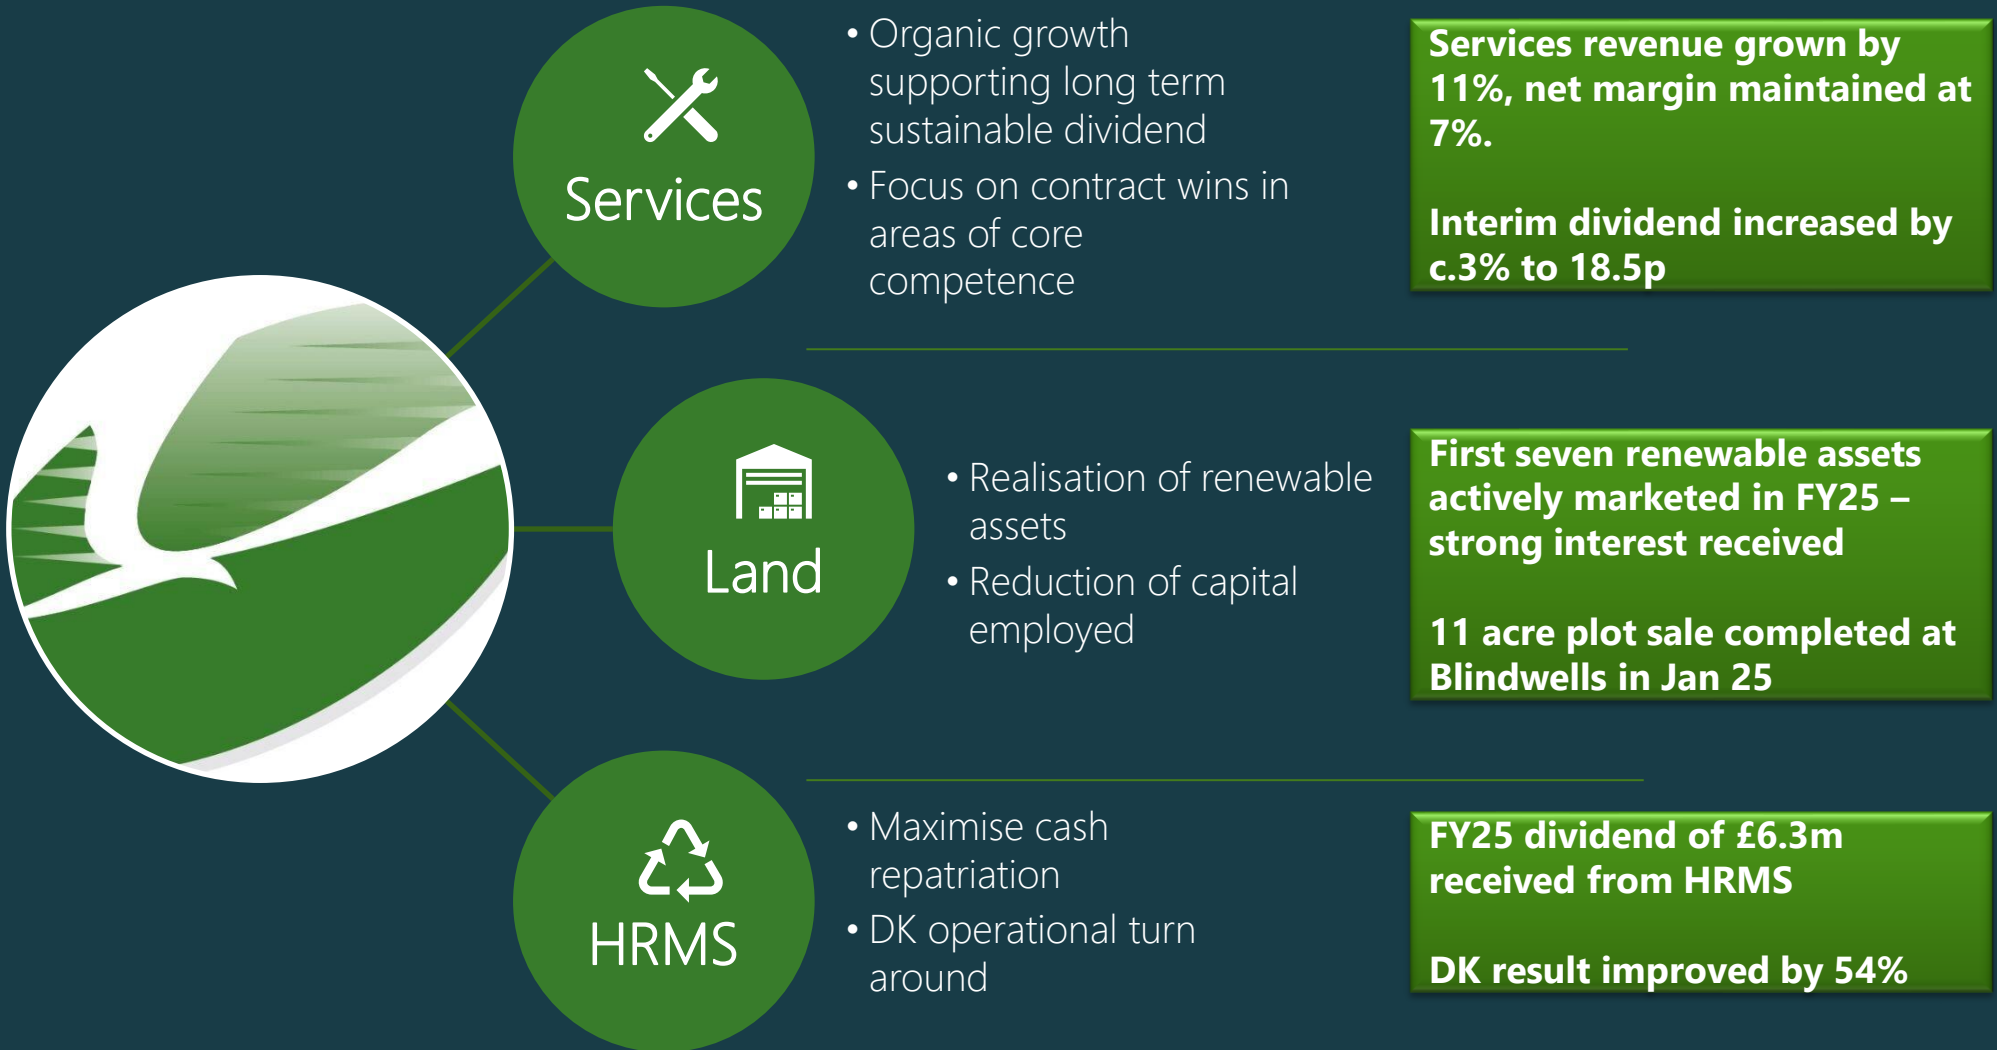 Services
• Organic growth
supporting long term
sustainable dividend
• Focus on contract wins in
areas of core
competence
Services revenue grown by
11%, net margin maintained at
7%.
Interim dividend increased by
c.3% to 18.5p
Land
• Realisation of renewable
assets
• Reduction of capital
employed
First seven renewable assets
actively marketed in FY25 –
strong interest received
11 acre plot sale completed at
Blindwells in Jan 25
HRMS
• Maximise cash
repatriation
• DK operational turn
around
FY25 dividend of £6.3m
received from HRMS
DK result improved by 54%